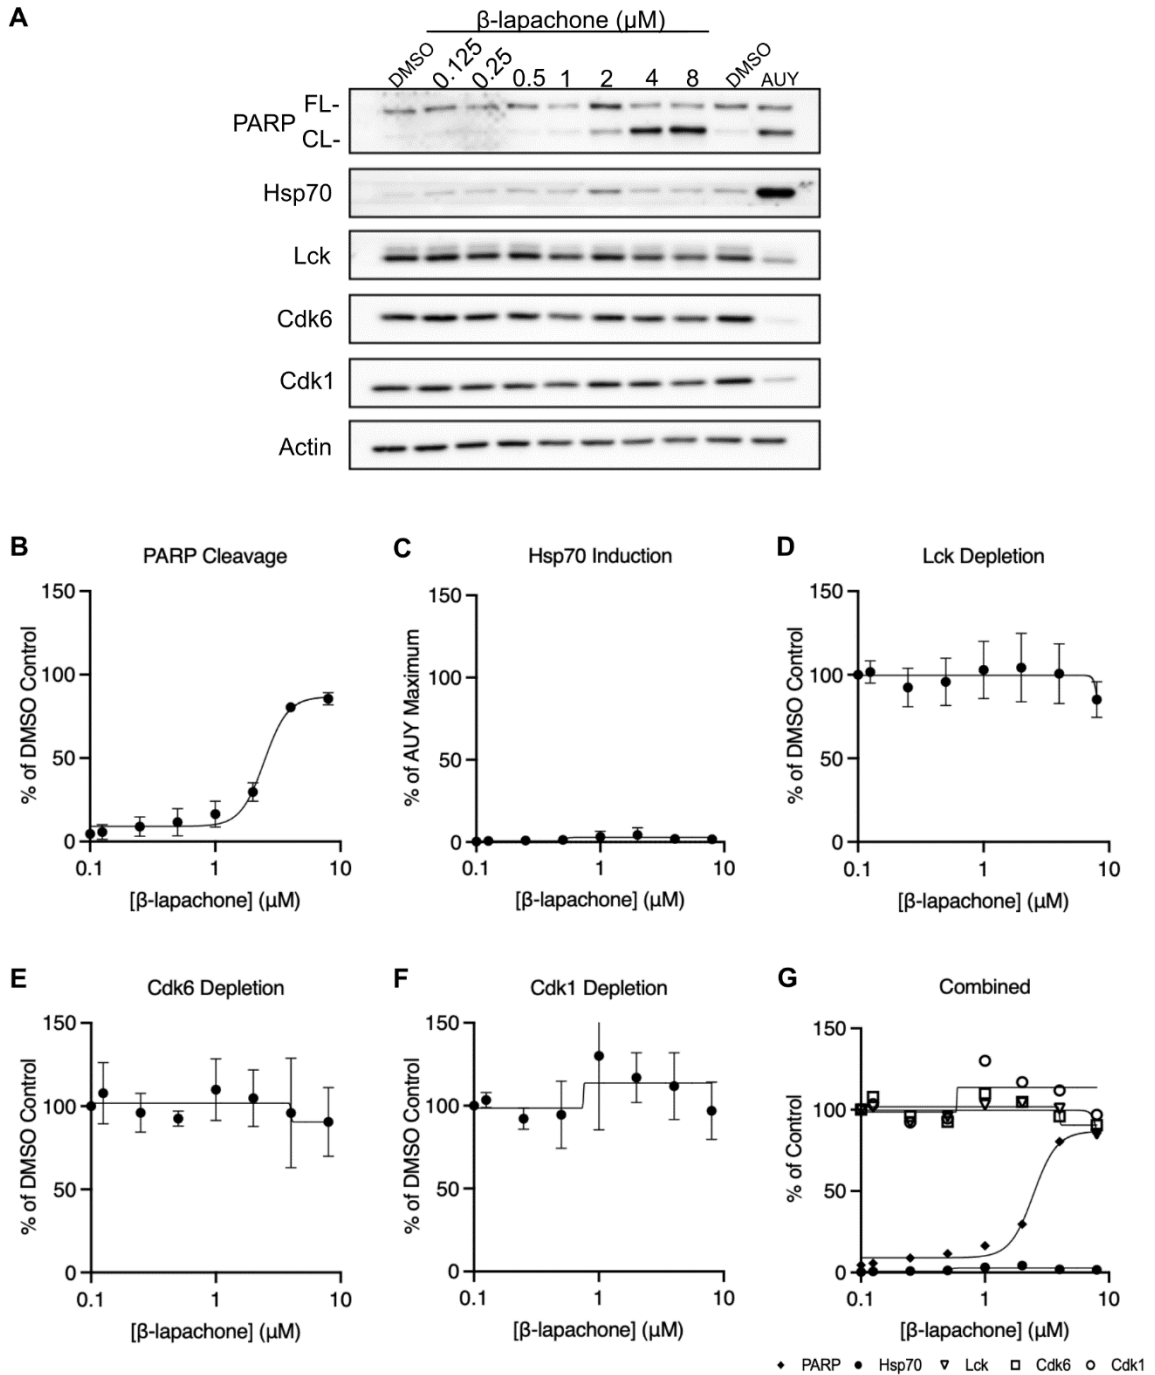 A
β-lapachone (μM)
DMSO 0.125 0.25 0.5 1 2 4 8 DMSO AUY
PARP FL-
CL-
Hsp70
Lck
Cdk6
Cdk1
Actin
B
PARP Cleavage
150
100
50
0
% of DMSO Control
0.1 1 10
[β-lapachone] (μM)
C
Hsp70 Induction
150
100
50
0
% of AUY Maximum
0.1 1 10
[β-lapachone] (μM)
D
Lck Depletion
150
100
50
0
% of DMSO Control
0.1 1 10
[β-lapachone] (μM)
E
Cdk6 Depletion
150
100
50
0
% of DMSO Control
0.1 1 10
[β-lapachone] (μM)
F
Cdk1 Depletion
150
100
50
0
% of DMSO Control
0.1 1 10
[β-lapachone] (μM)
G
Combined
150
100
50
0
% of Control
0.1 1 10
[β-lapachone] (μM)
PARP Hsp70 Lck Cdk6 Cdk1